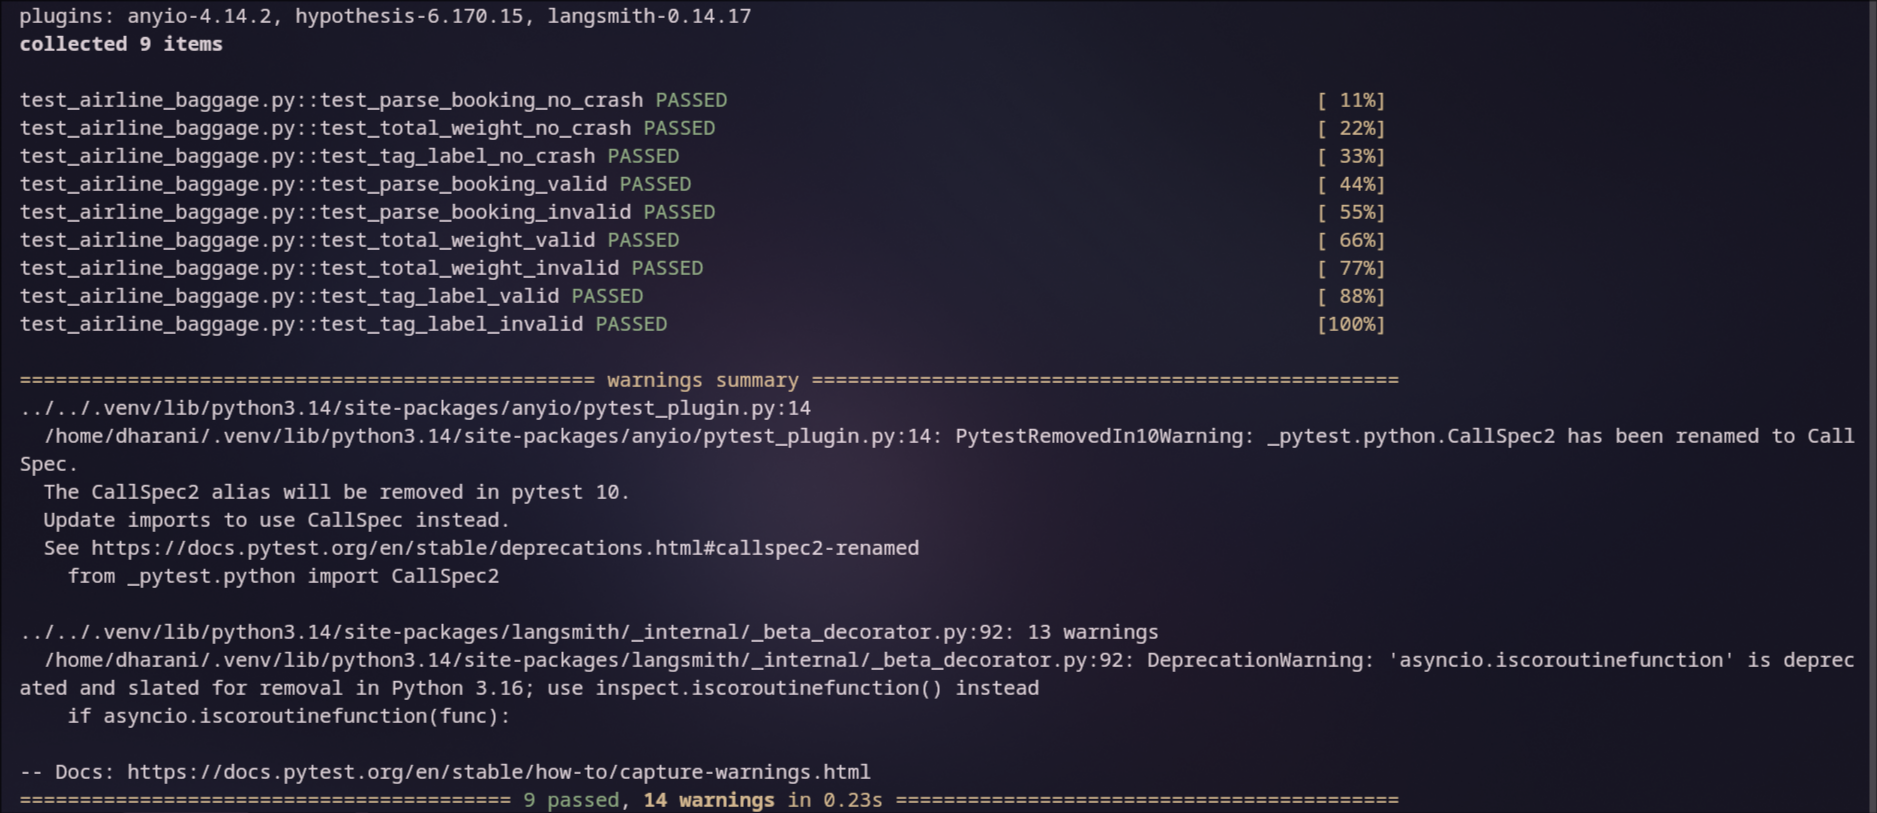 plugins: anyio-4.14.2, hypothesis-6.170.15, langsmith-0.14.17
collected 9 items
test_airline_baggage.py::test_parse_booking_no_crash PASSED [ 11%]
test_airline_baggage.py::test_total_weight_no_crash PASSED [ 22%]
test_airline_baggage.py::test_tag_label_no_crash PASSED [ 33%]
test_airline_baggage.py::test_parse_booking_valid PASSED [ 44%]
test_airline_baggage.py::test_parse_booking_invalid PASSED [ 55%]
test_airline_baggage.py::test_total_weight_valid PASSED [ 66%]
test_airline_baggage.py::test_total_weight_invalid PASSED [ 77%]
test_airline_baggage.py::test_tag_label_valid PASSED [ 88%]
test_airline_baggage.py::test_tag_label_invalid PASSED [100%]
================================================ warnings summary =================================================
../../.venv/lib/python3.14/site-packages/anyio/pytest_plugin.py:14
  /home/dharani/.venv/lib/python3.14/site-packages/anyio/pytest_plugin.py:14: PytestRemovedIn10Warning: _pytest.python.CallSpec2 has been renamed to Call
Spec.
  The CallSpec2 alias will be removed in pytest 10.
  Update imports to use CallSpec instead.
  See https://docs.pytest.org/en/stable/deprecations.html#callspec2-renamed
    from _pytest.python import CallSpec2
../../.venv/lib/python3.14/site-packages/langsmith/_internal/_beta_decorator.py:92: 13 warnings
  /home/dharani/.venv/lib/python3.14/site-packages/langsmith/_internal/_beta_decorator.py:92: DeprecationWarning: 'asyncio.iscoroutinefunction' is deprec
ated and slated for removal in Python 3.16; use inspect.iscoroutinefunction() instead
    if asyncio.iscoroutinefunction(func):
-- Docs: https://docs.pytest.org/en/stable/how-to/capture-warnings.html
========================================= 9 passed, 14 warnings in 0.23s ==========================================